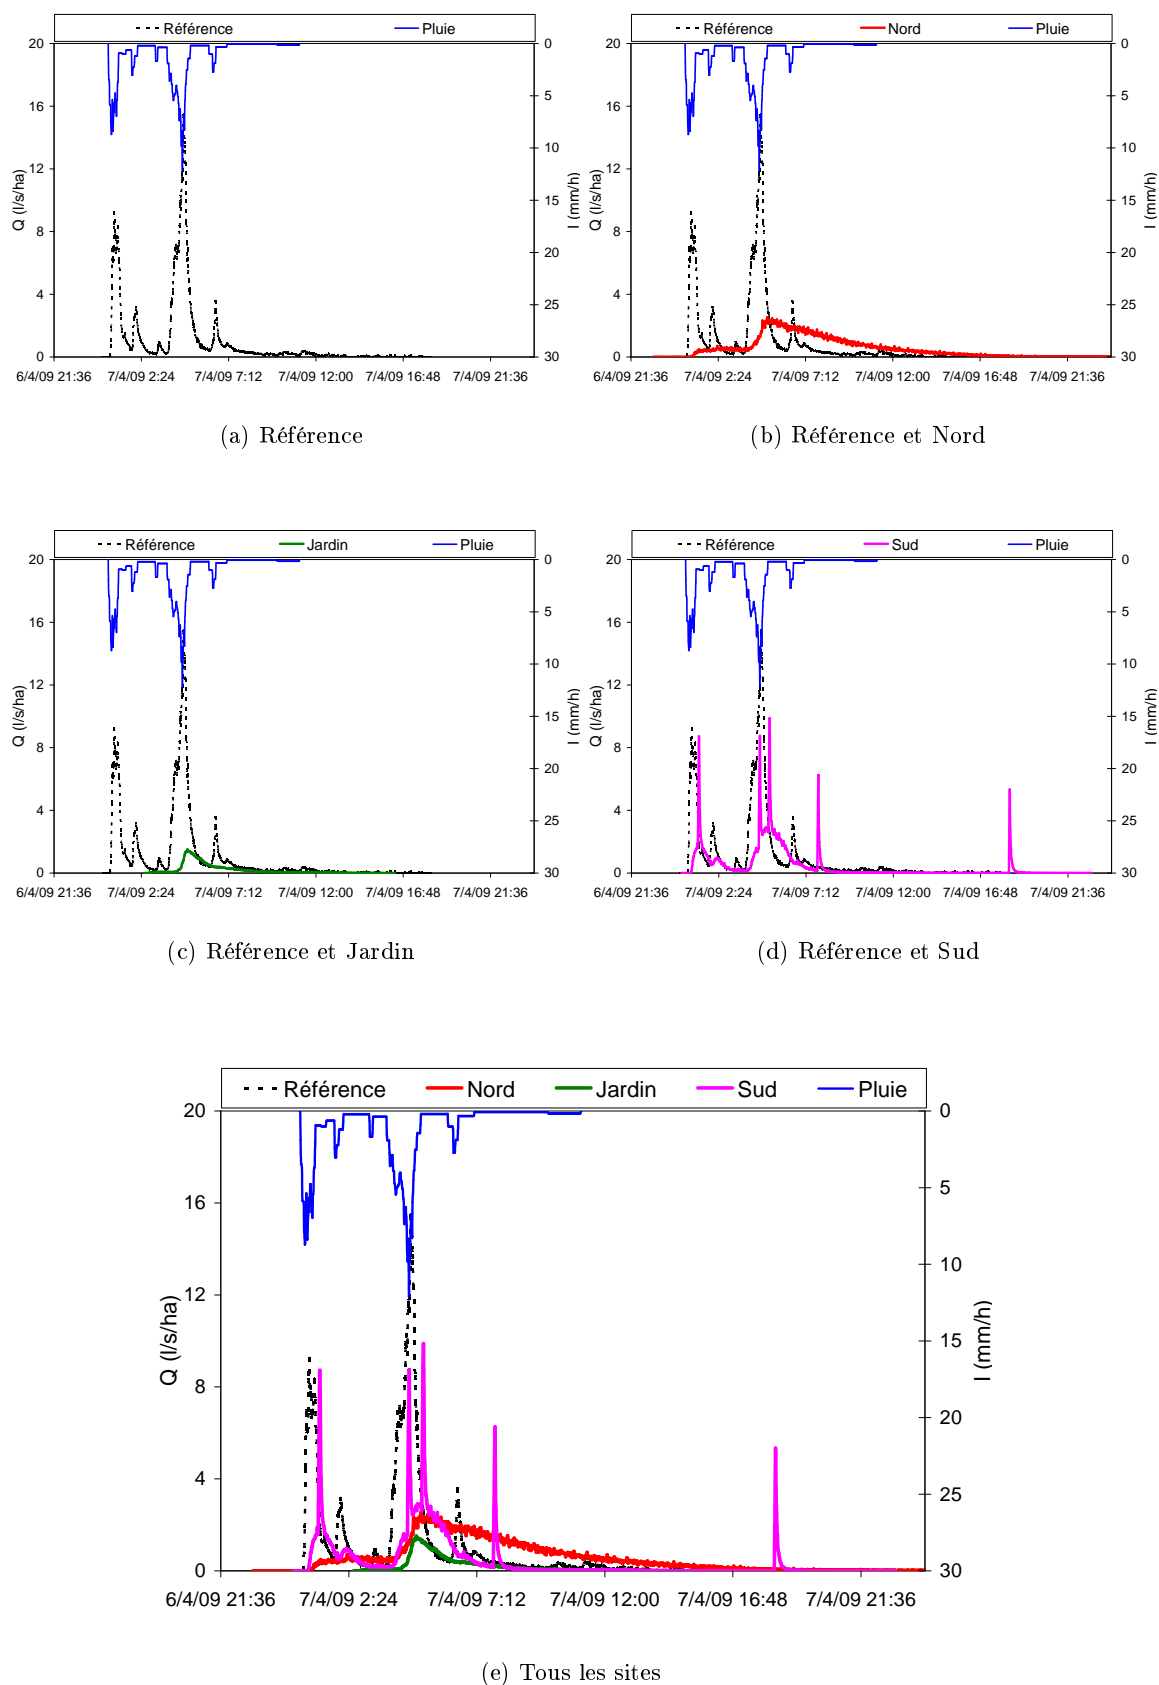 Référence Pluie
20 0
16 5
12 10
8 15
4 20
0 25
30
Q (l/s/ha)
I (mm/h)
6/4/09 21:36 7/4/09 2:24 7/4/09 7:12 7/4/09 12:00 7/4/09 16:48 7/4/09 21:36
(a) Référence
Référence Nord Pluie
20 0
16 5
12 10
8 15
4 20
0 25
30
Q (l/s/ha)
I (mm/h)
6/4/09 21:36 7/4/09 2:24 7/4/09 7:12 7/4/09 12:00 7/4/09 16:48 7/4/09 21:36
(b) Référence et Nord
Référence Jardin Pluie
20 0
16 5
12 10
8 15
4 20
0 25
30
Q (l/s/ha)
I (mm/h)
6/4/09 21:36 7/4/09 2:24 7/4/09 7:12 7/4/09 12:00 7/4/09 16:48 7/4/09 21:36
(c) Référence et Jardin
Référence Sud Pluie
20 0
16 5
12 10
8 15
4 20
0 25
30
Q (l/s/ha)
I (mm/h)
6/4/09 21:36 7/4/09 2:24 7/4/09 7:12 7/4/09 12:00 7/4/09 16:48 7/4/09 21:36
(d) Référence et Sud
Référence Nord Jardin Sud Pluie
20 0
16 5
12 10
8 15
4 20
0 25
30
Q (l/s/ha)
I (mm/h)
6/4/09 21:36 7/4/09 2:24 7/4/09 7:12 7/4/09 12:00 7/4/09 16:48 7/4/09 21:36
(e) Tous les sites